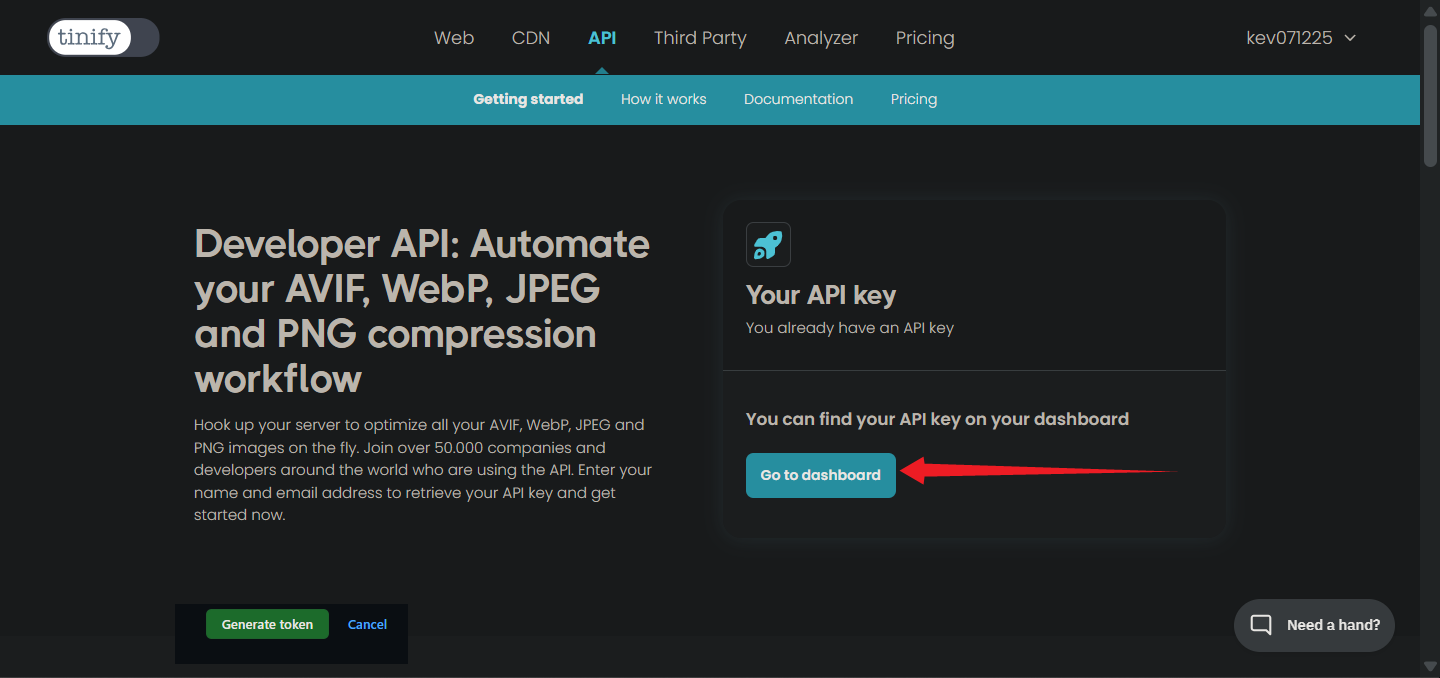 tinify
Web
CDN
API
Third Party
Analyzer
Pricing
kev071225
Getting started
How it works
Documentation
Pricing
Developer API: Automate
your AVIF, WebP, JPEG
and PNG compression
workflow
Hook up your server to optimize all your AVIF, WebP, JPEG and
PNG images on the fly. Join over 50.000 companies and
developers around the world who are using the API. Enter your
name and email address to retrieve your API key and get
started now.
Your API key
You already have an API key
You can find your API key on your dashboard
Go to dashboard
Generate token
Cancel
Need a hand?